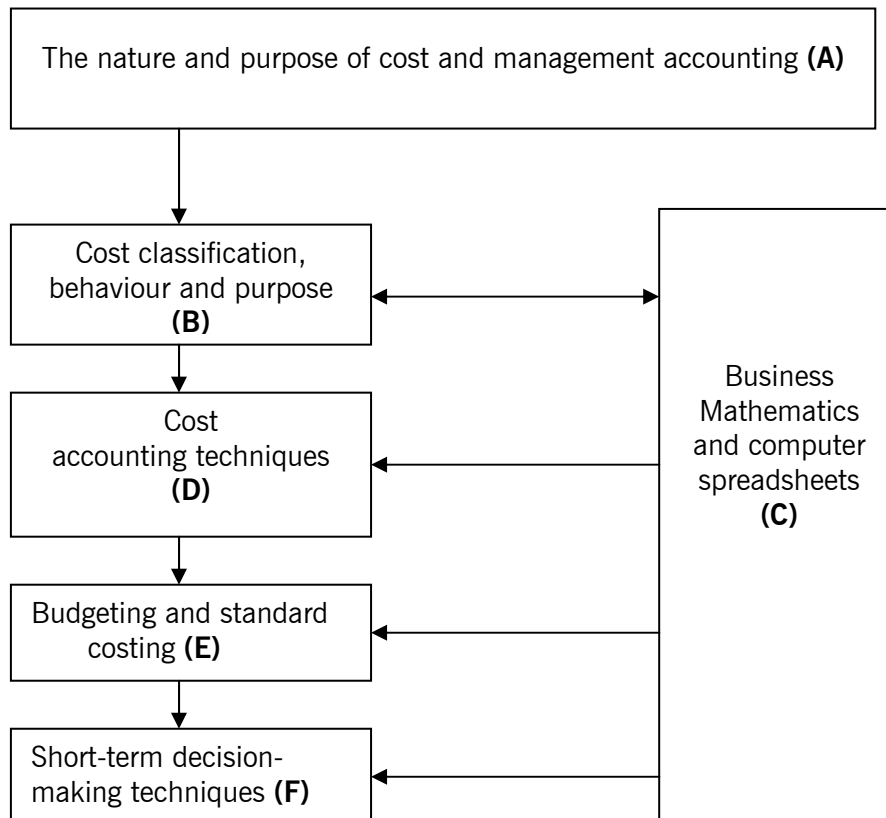 The nature and purpose of cost and management accounting (A)
Cost classification,
behaviour and purpose
(B)
Cost
accounting techniques
(D)
Budgeting and standard
costing (E)
Short-term decision-
making techniques (F)
Business
Mathematics
and computer
spreadsheets
(C)